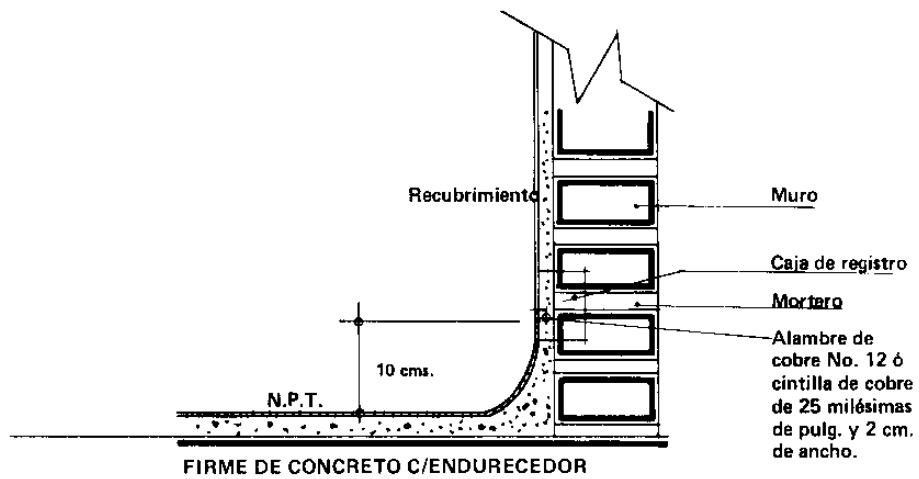 Recubrimiento
Muro
Caja de registro
Mortero
Alambre de
cobre No. 12 ó
cintilla de cobre
de 25 milésimas
de pulg. y 2 cm.
de ancho.
10 cms.
N.P.T.
FIRME DE CONCRETO C/ENDURECEDOR